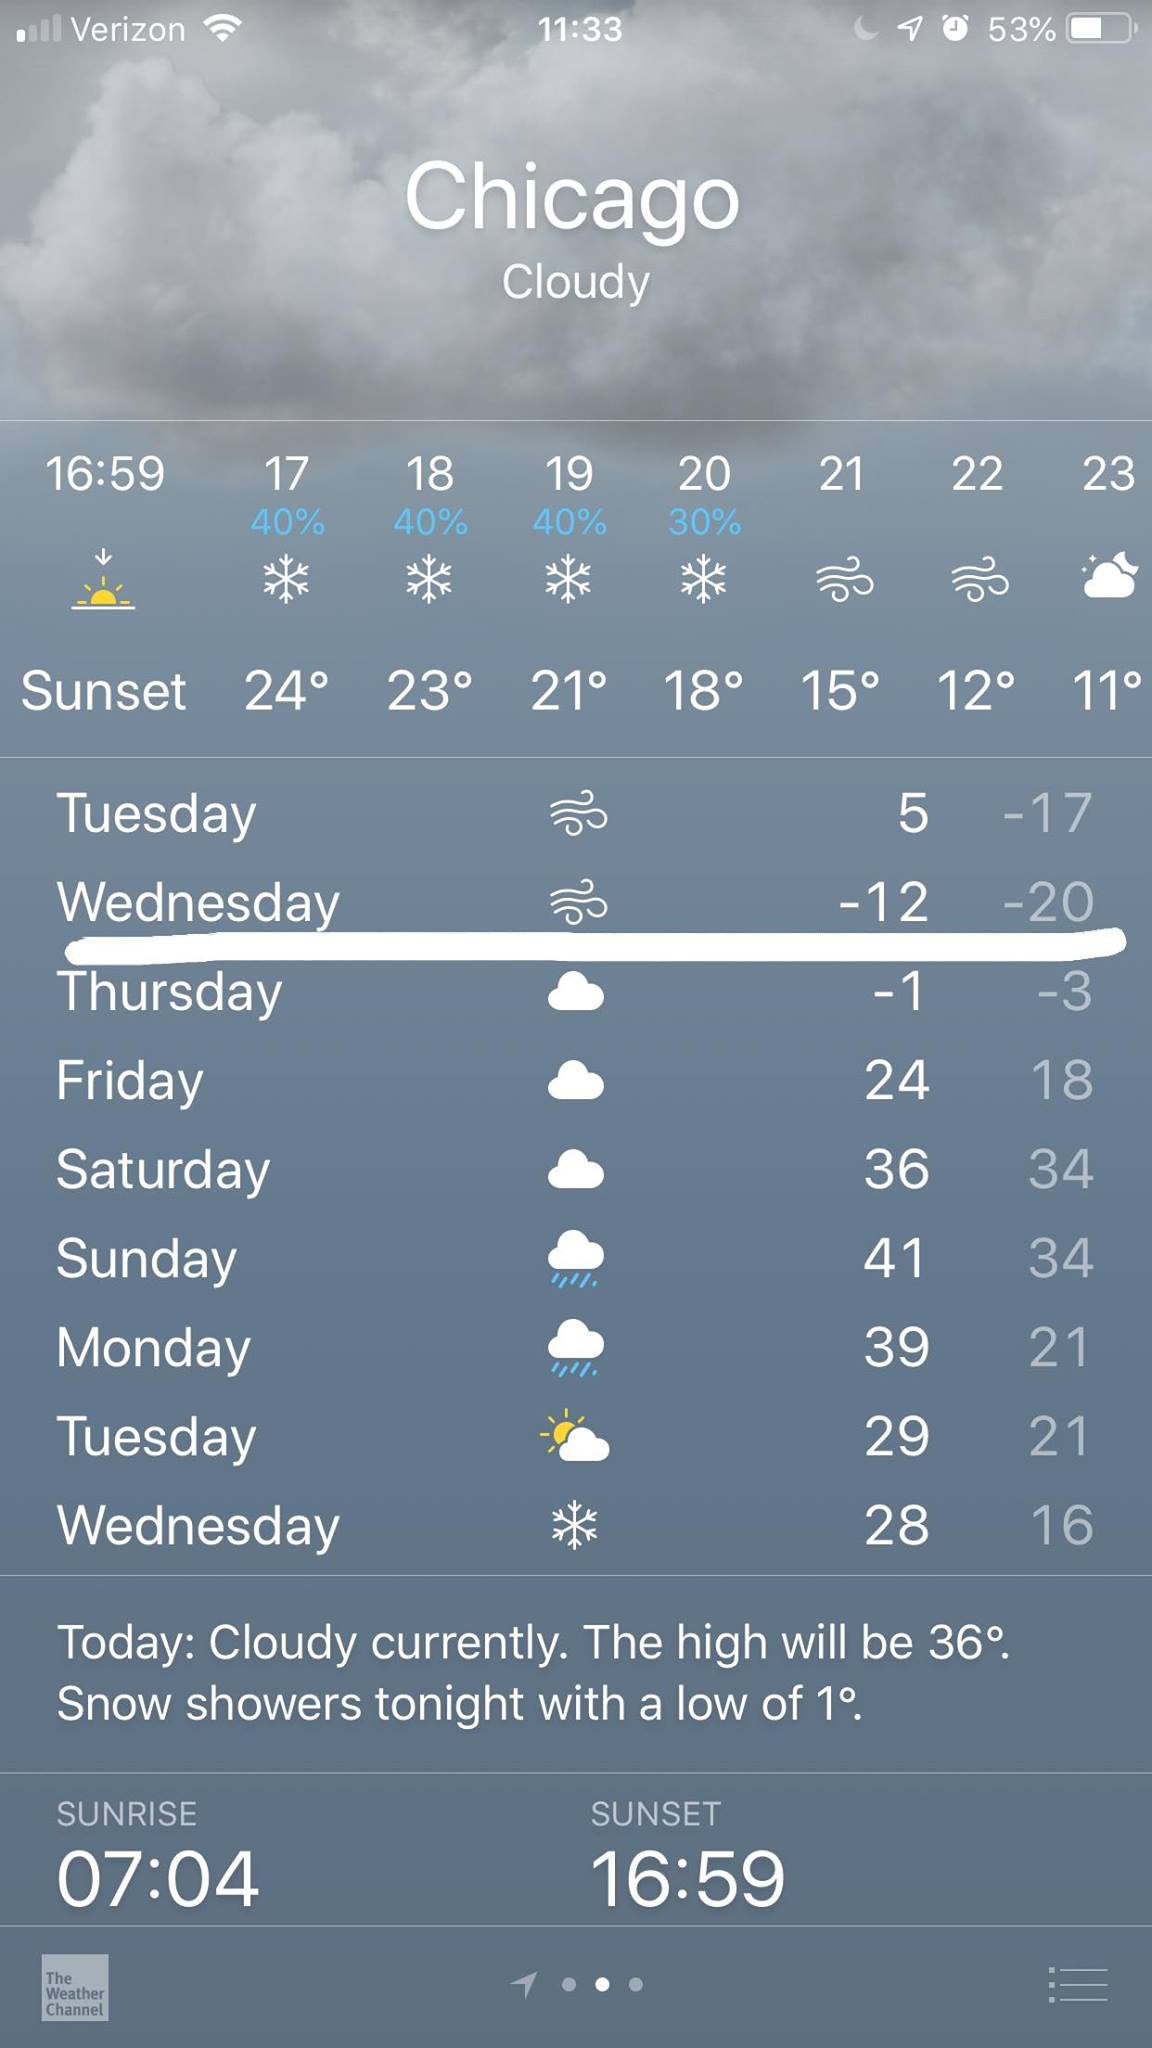 Verizon 11:33 53%
Chicago
Cloudy
16:59 17 18 19 20 21 22 23
40% 40% 40% 30%
Sunset 24° 23° 21° 18° 15° 12° 11°
Tuesday 5 -17
Wednesday -12 -20
Thursday -1 -3
Friday 24 18
Saturday 36 34
Sunday 41 34
Monday 39 21
Tuesday 29 21
Wednesday 28 16
Today: Cloudy currently. The high will be 36°.
Snow showers tonight with a low of 1°.
SUNRISE SUNSET
07:04 16:59
The
Weather
Channel